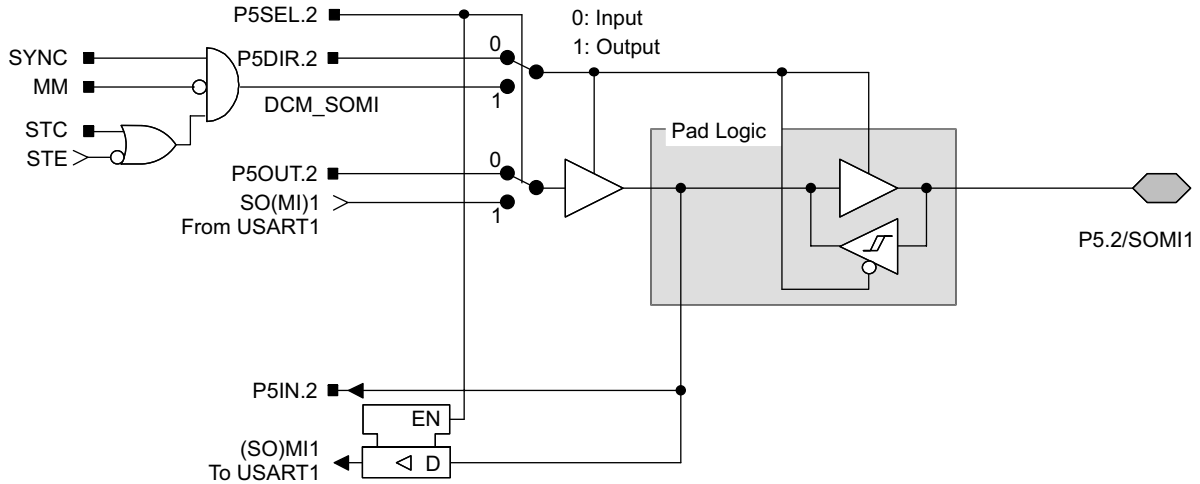 P5SEL.2
0: Input
1: Output
SYNC
P5DIR.2
0
MM
1
DCM_SOMI
STC
STE
Pad Logic
P5OUT.2
0
SO(MI)1
1
From USART1
P5.2/SOMI1
P5IN.2
EN
(SO)MI1
D
To USART1